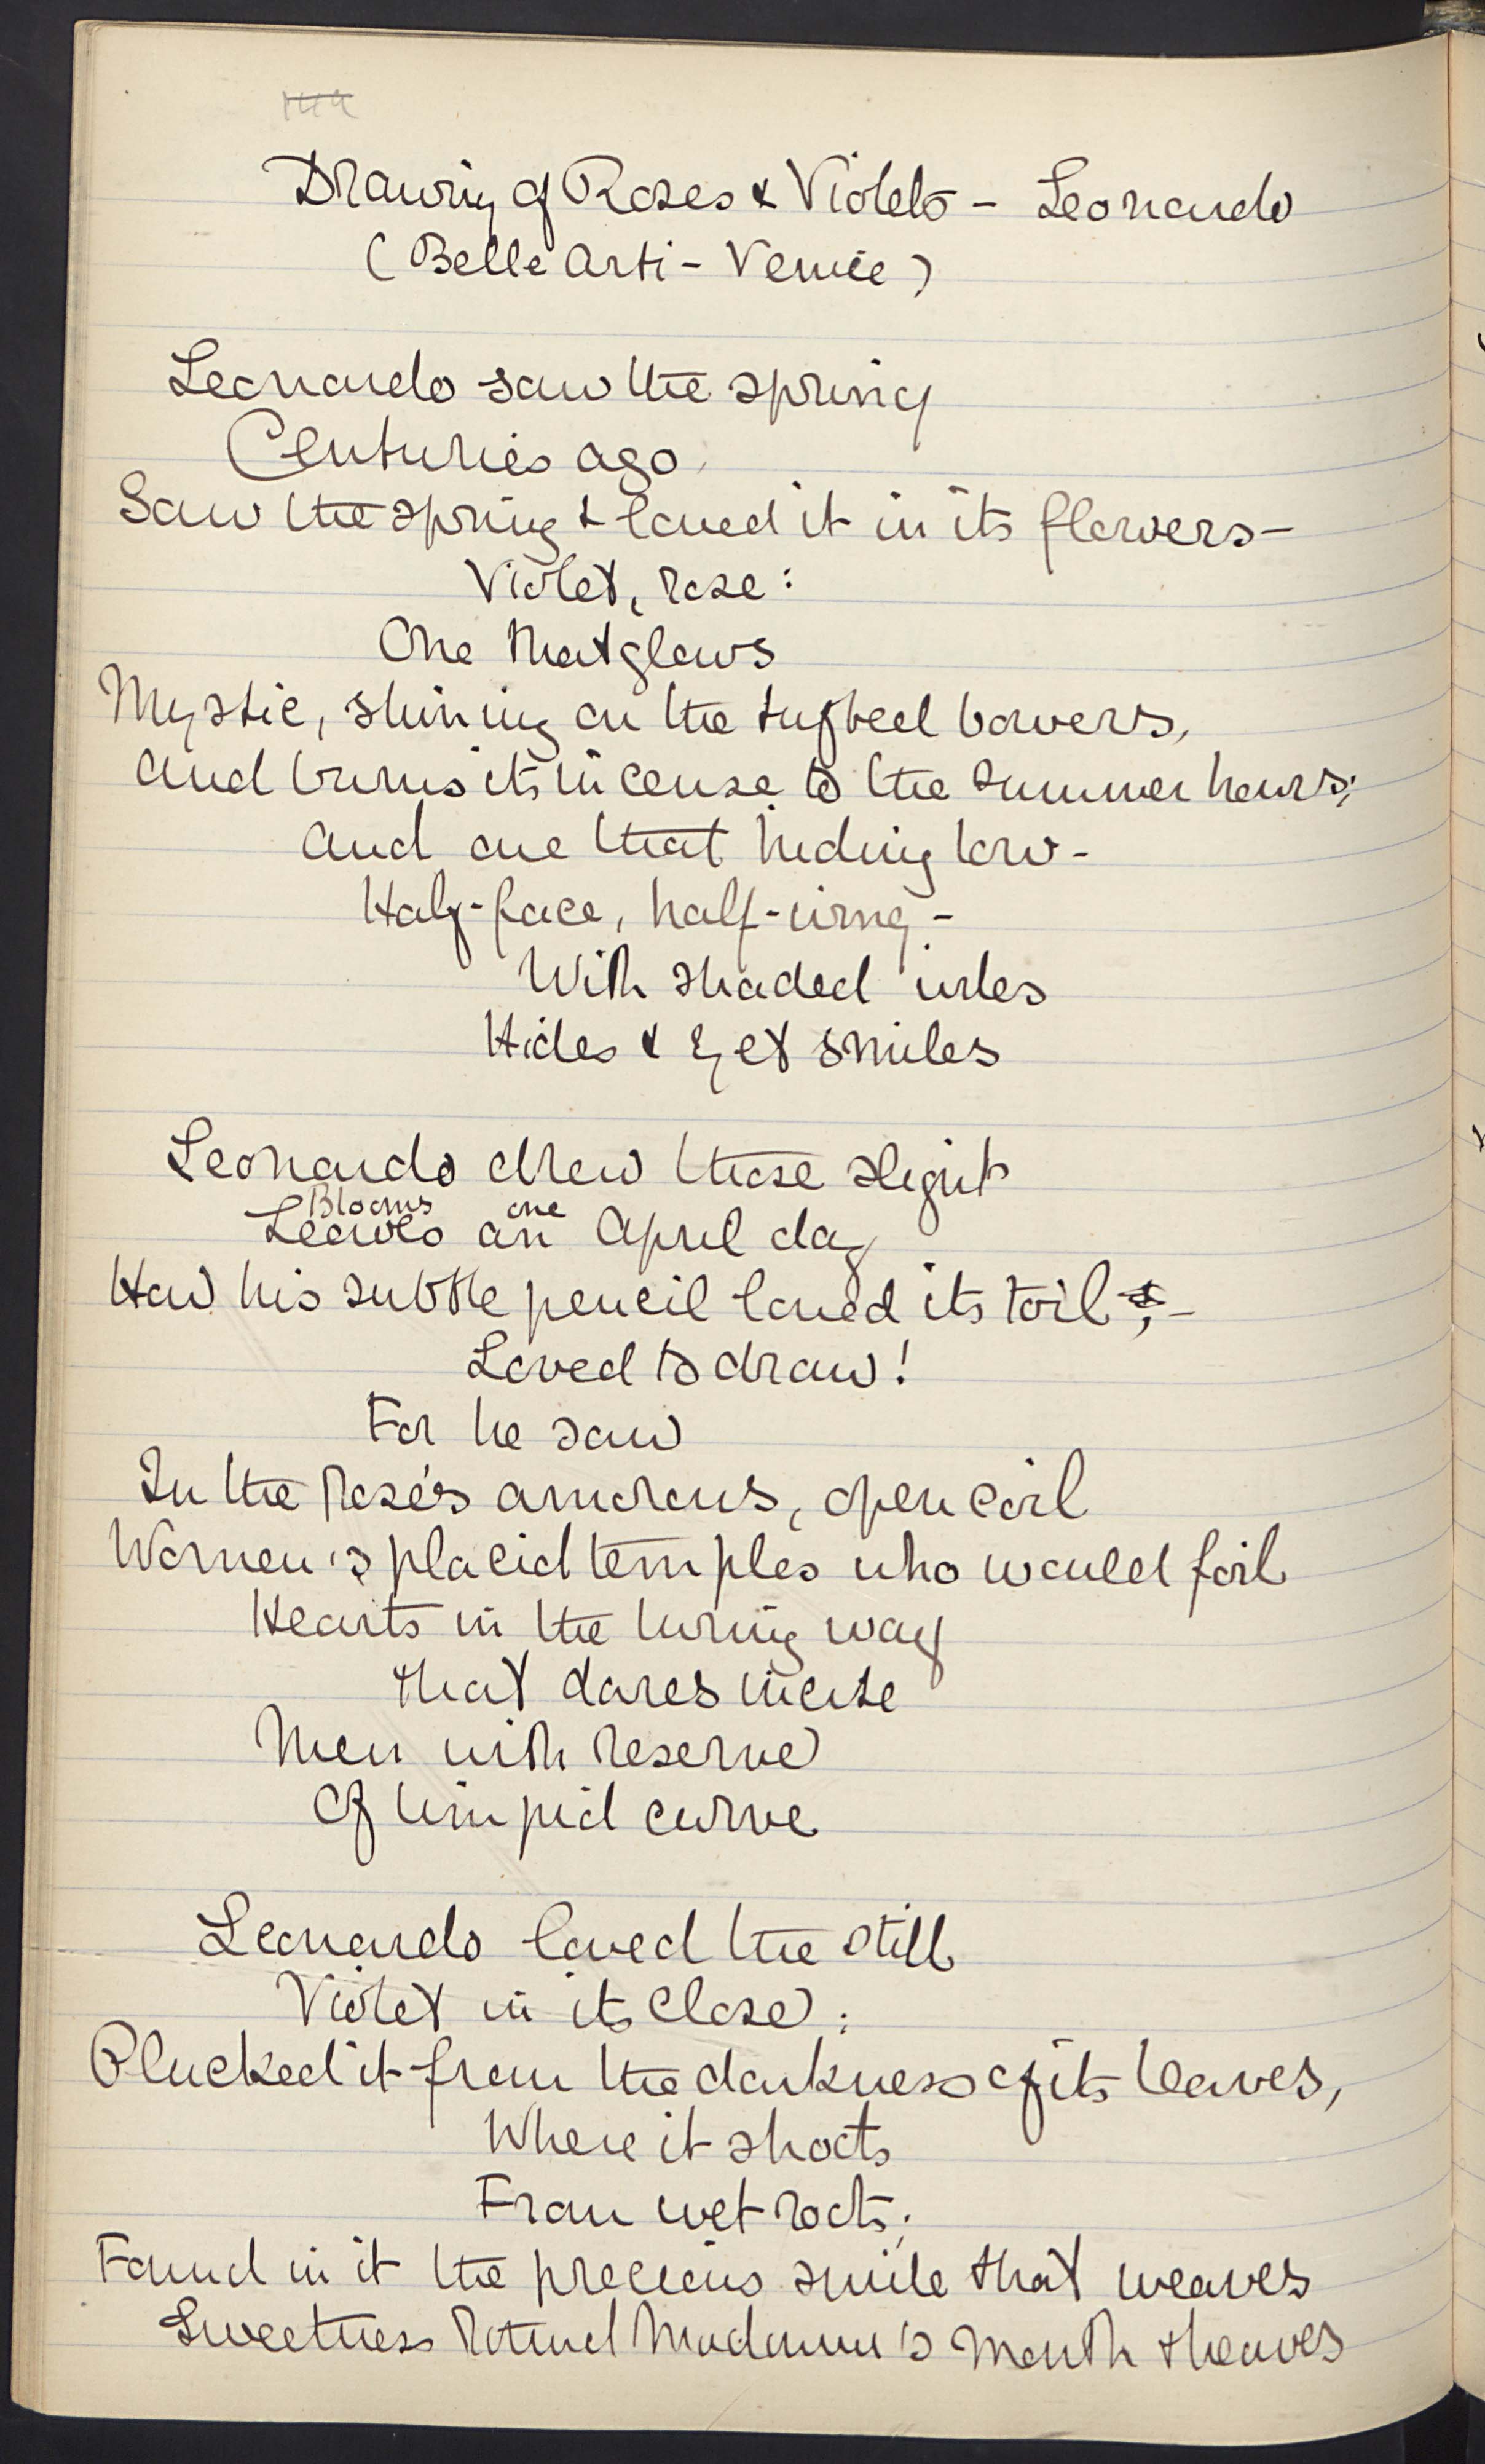 Drawing of Roses & Violets - Leonardo
(Belle Arti - Venice)
Leonardo saw the spring
Centuries ago,
Saw the spring & loved it in its flowers -
Violet, rose:
One that glows
Mystic, shining on the tufted bowers,
And burns its incense to the summer hours;
And one that hiding low -
Half-face, half-wing -
With shaded wiles
Hides & yet smiles
Leonardo drew these slight
Blooms one
Leaves an April day
How his subtle pencil loved its toil, -
Loved to draw!
For he saw
In the Rose's amorous, open coil
Women's placid temples who would foil
Hearts in the luring way
that dares incite
Men with reserve
Of limpid curve
Leonardo loved the still
Violet in its close:
Plucked it from the darkness of its leaves,
Where it shoots
From wet roots;
Found in it the precious smile that weaves
Sweetness Round Madonna's mouth & heaves